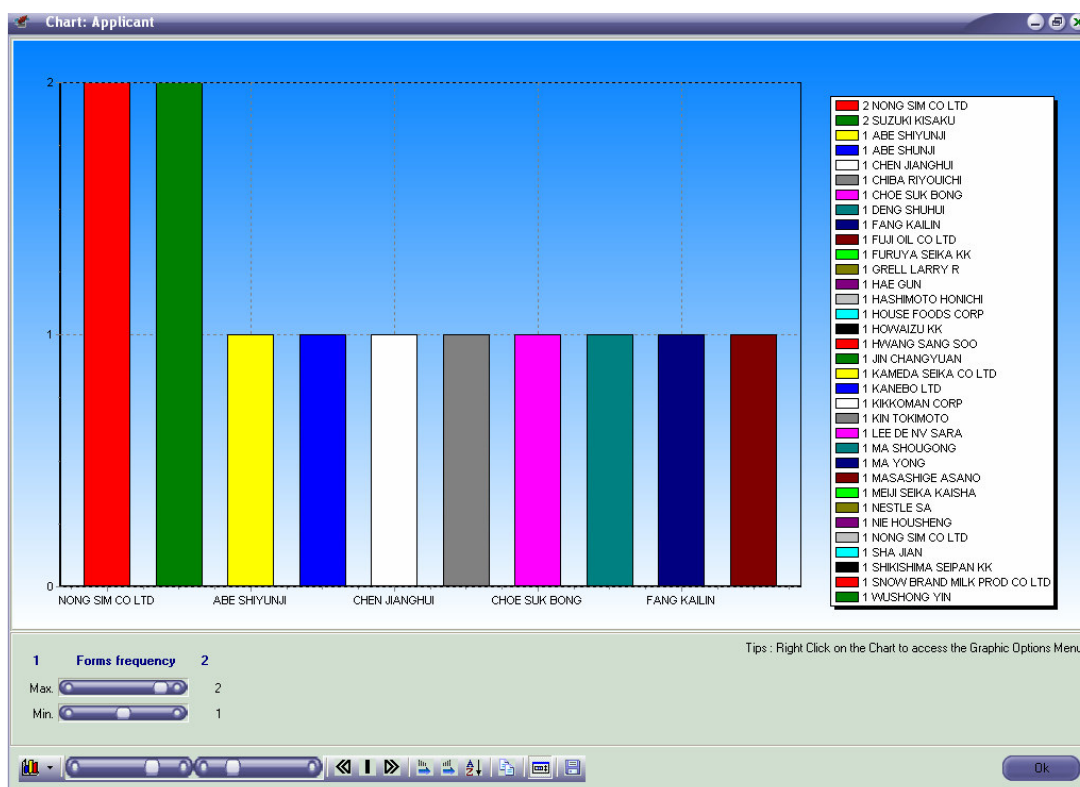 Chart: Applicant
2
1
0
NONG SIM CO LTD
ABE SHIYUNJI
CHEN JIANGHUI
CHOE SUK BONG
FANG KAILIN
2 NONG SIM CO LTD
2 SUZUKI KISAKU
1 ABE SHIYUNJI
1 ABE SHUNJI
1 CHEN JIANGHUI
1 CHIBA RIYOUICHI
1 CHOE SUK BONG
1 DENG SHUHUI
1 FANG KAILIN
1 FUJI OIL CO LTD
1 FURUYA SEIKA KK
1 GRELL LARRY R
1 HAE GUN
1 HASHIMOTO HONICHI
1 HOUSE FOODS CORP
1 HOWAIZU KK
1 HWANG SANG SOO
1 JIN CHANGYUAN
1 KAMEDA SEIKA CO LTD
1 KANEBO LTD
1 KIKKOMAN CORP
1 KIN TOKIMOTO
1 LEE DE NV SARA
1 MA SHOUGONG
1 MA YONG
1 MASASHIGE ASANO
1 MEIJI SEIKA KAISHA
1 NESTLE SA
1 NIE HOUSHENG
1 NONG SIM CO LTD
1 SHA JIAN
1 SHIKISHIMA SEIPAN KK
1 SNOW BRAND MILK PROD CO LTD
1 WUSHONG YIN
Tips : Right Click on the Chart to access the Graphic Options Menu
1 Forms frequency 2
Max. 2
Min. 1
Ok